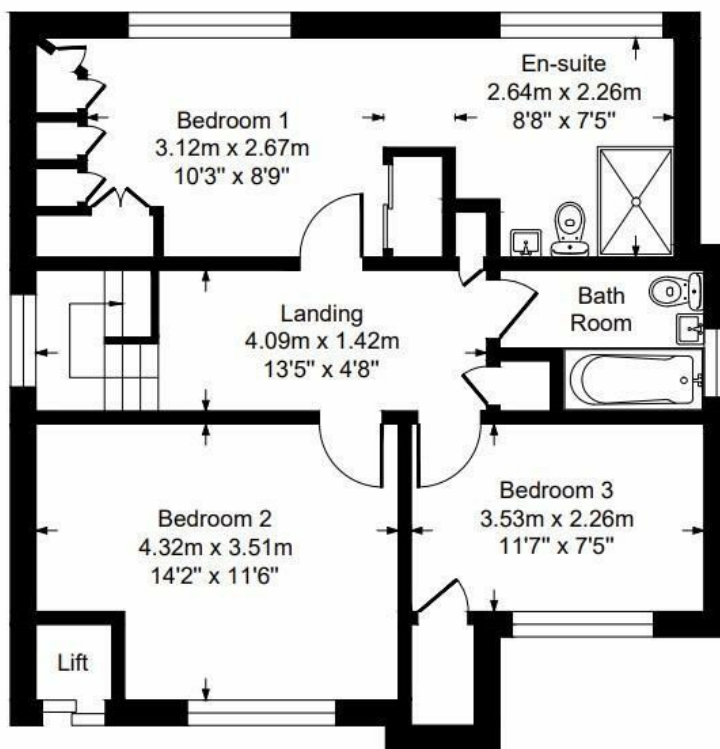 Bedroom 1
3.12m x 2.67m
10'3" x 8'9"
En-suite
2.64m x 2.26m
8'8" x 7'5"
Landing
4.09m x 1.42m
13'5" x 4'8"
Bath
Room
Bedroom 2
4.32m x 3.51m
14'2" x 11'6"
Bedroom 3
3.53m x 2.26m
11'7" x 7'5"
Lift